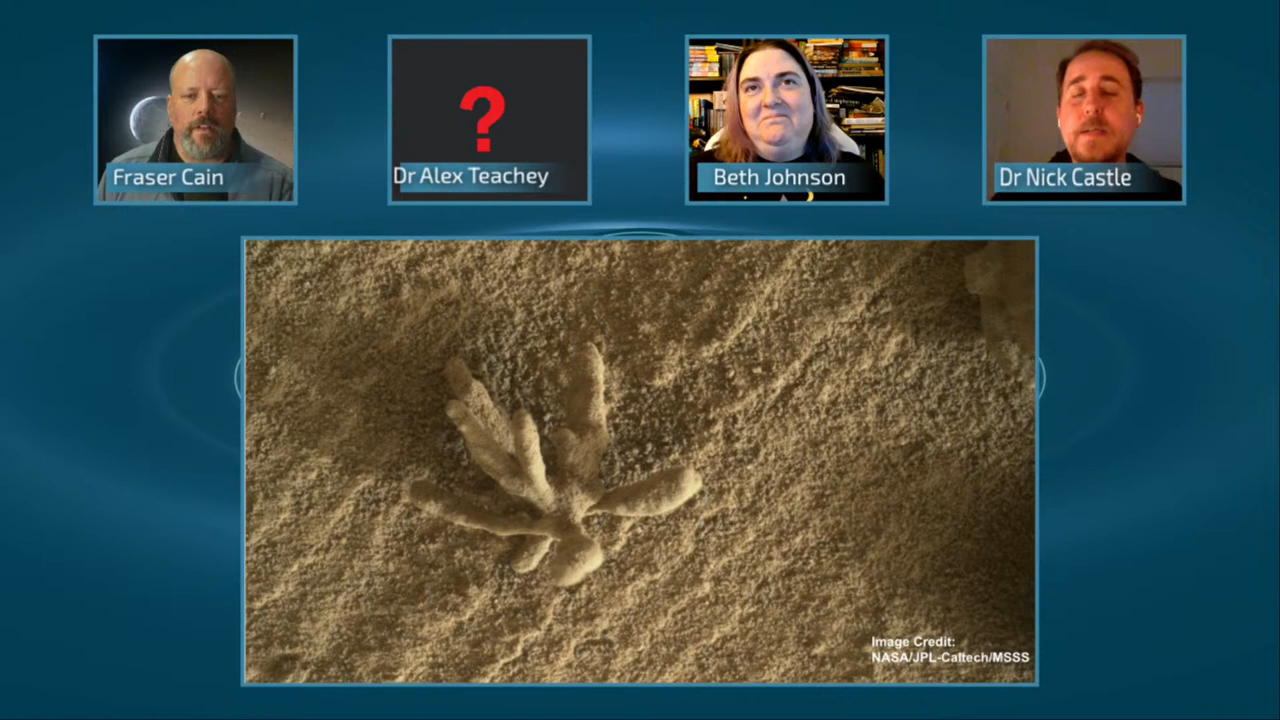 ?
Fraser Cain
Dr Alex Teachey
Beth Johnson
Dr Nick Castle
Image Credit:
NASA/JPL-Caltech/MSSS